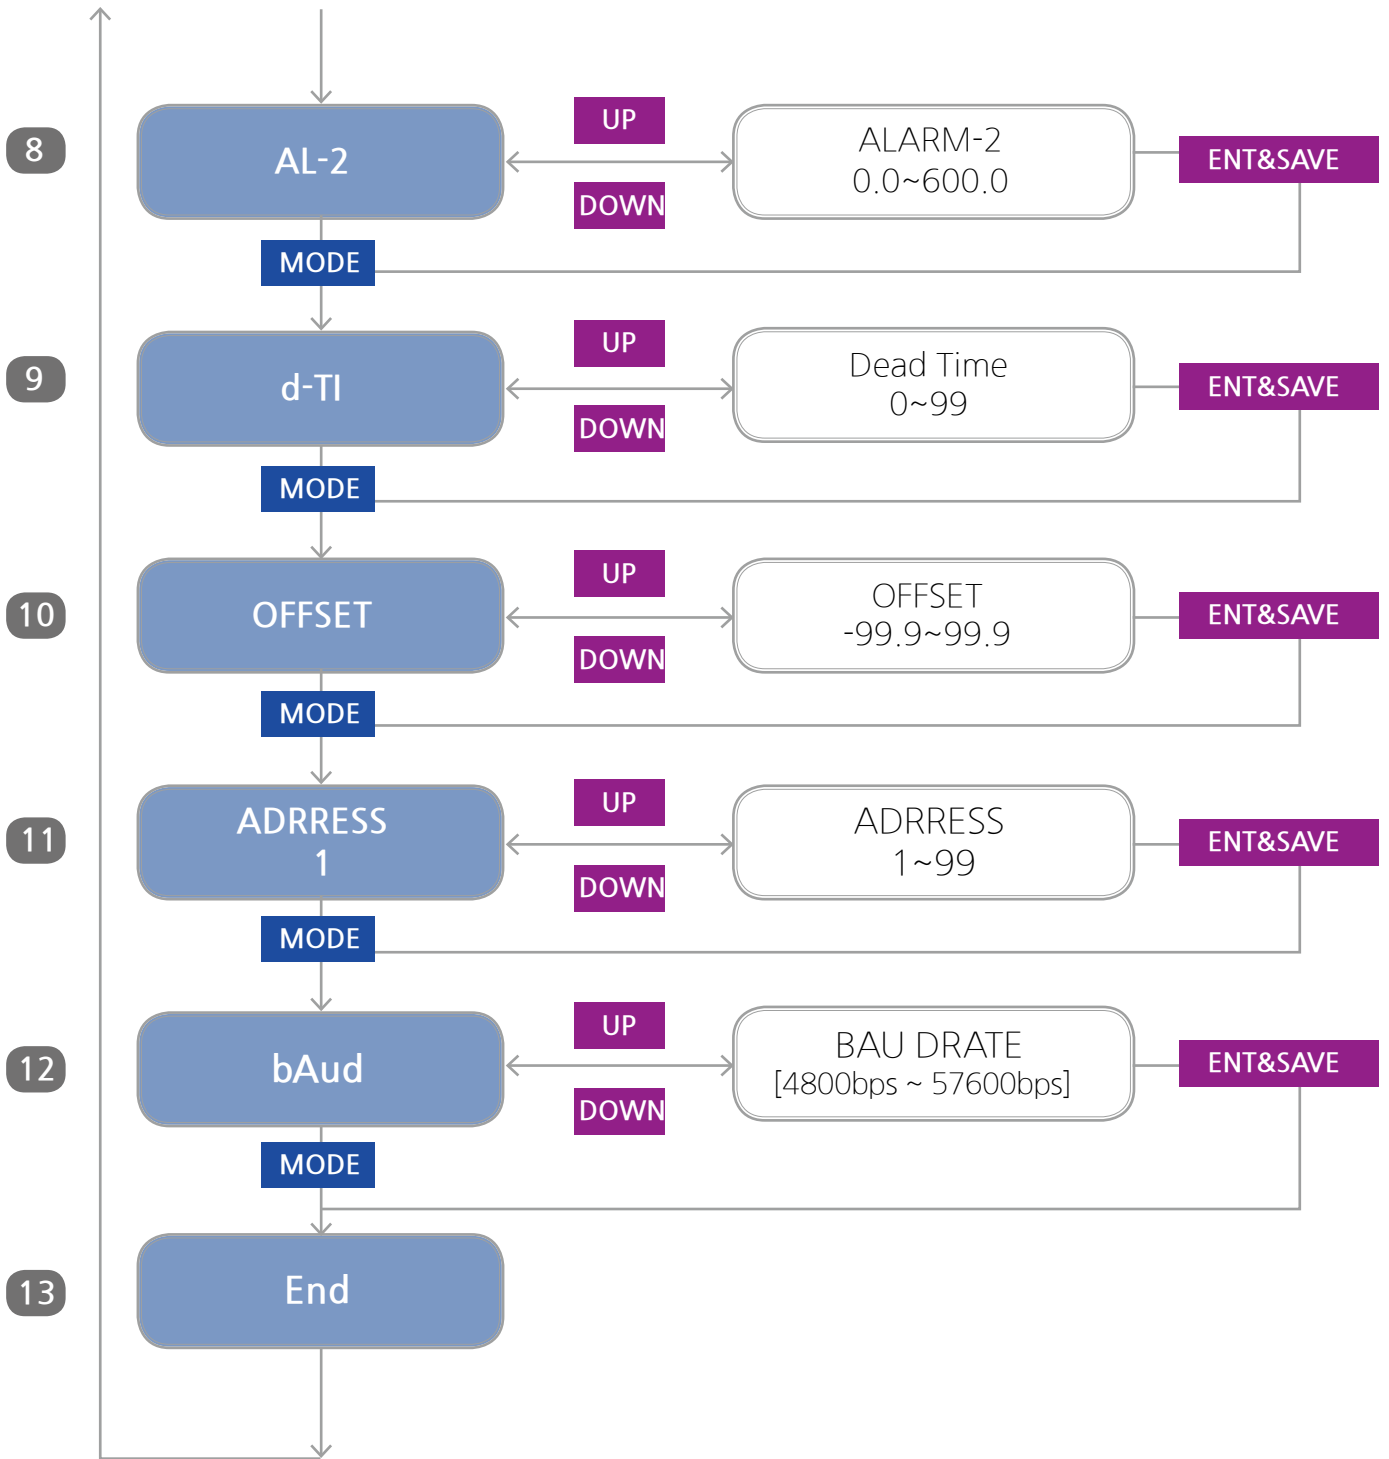 8
AL-2
UP
DOWN
ALARM-2
0.0~600.0
ENT&SAVE
MODE
9
d-TI
UP
DOWN
Dead Time
0~99
ENT&SAVE
MODE
10
OFFSET
UP
DOWN
OFFSET
-99.9~99.9
ENT&SAVE
MODE
11
ADRRESS
1
UP
DOWN
ADRRESS
1~99
ENT&SAVE
MODE
12
bAud
UP
DOWN
BAU DRATE
[4800bps ~ 57600bps]
ENT&SAVE
MODE
13
End